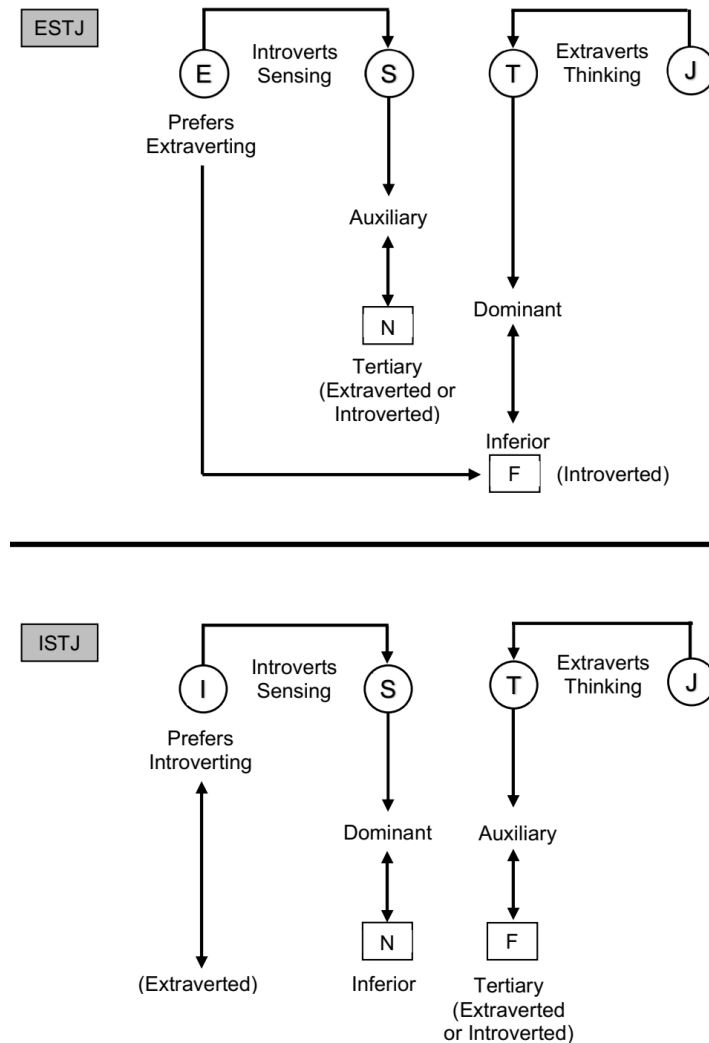 ESTJ
E
Introverts
Sensing
S
T
Extraverts
Thinking
J
Prefers
Extraverting
Auxiliary
N
Tertiary
(Extraverted or
Introverted)
Dominant
Inferior
F
(Introverted)
ISTJ
I
Introverts
Sensing
S
T
Extraverts
Thinking
J
Prefers
Introverting
Dominant
Auxiliary
N
F
(Extraverted)
Inferior
Tertiary
(Extraverted
or Introverted)